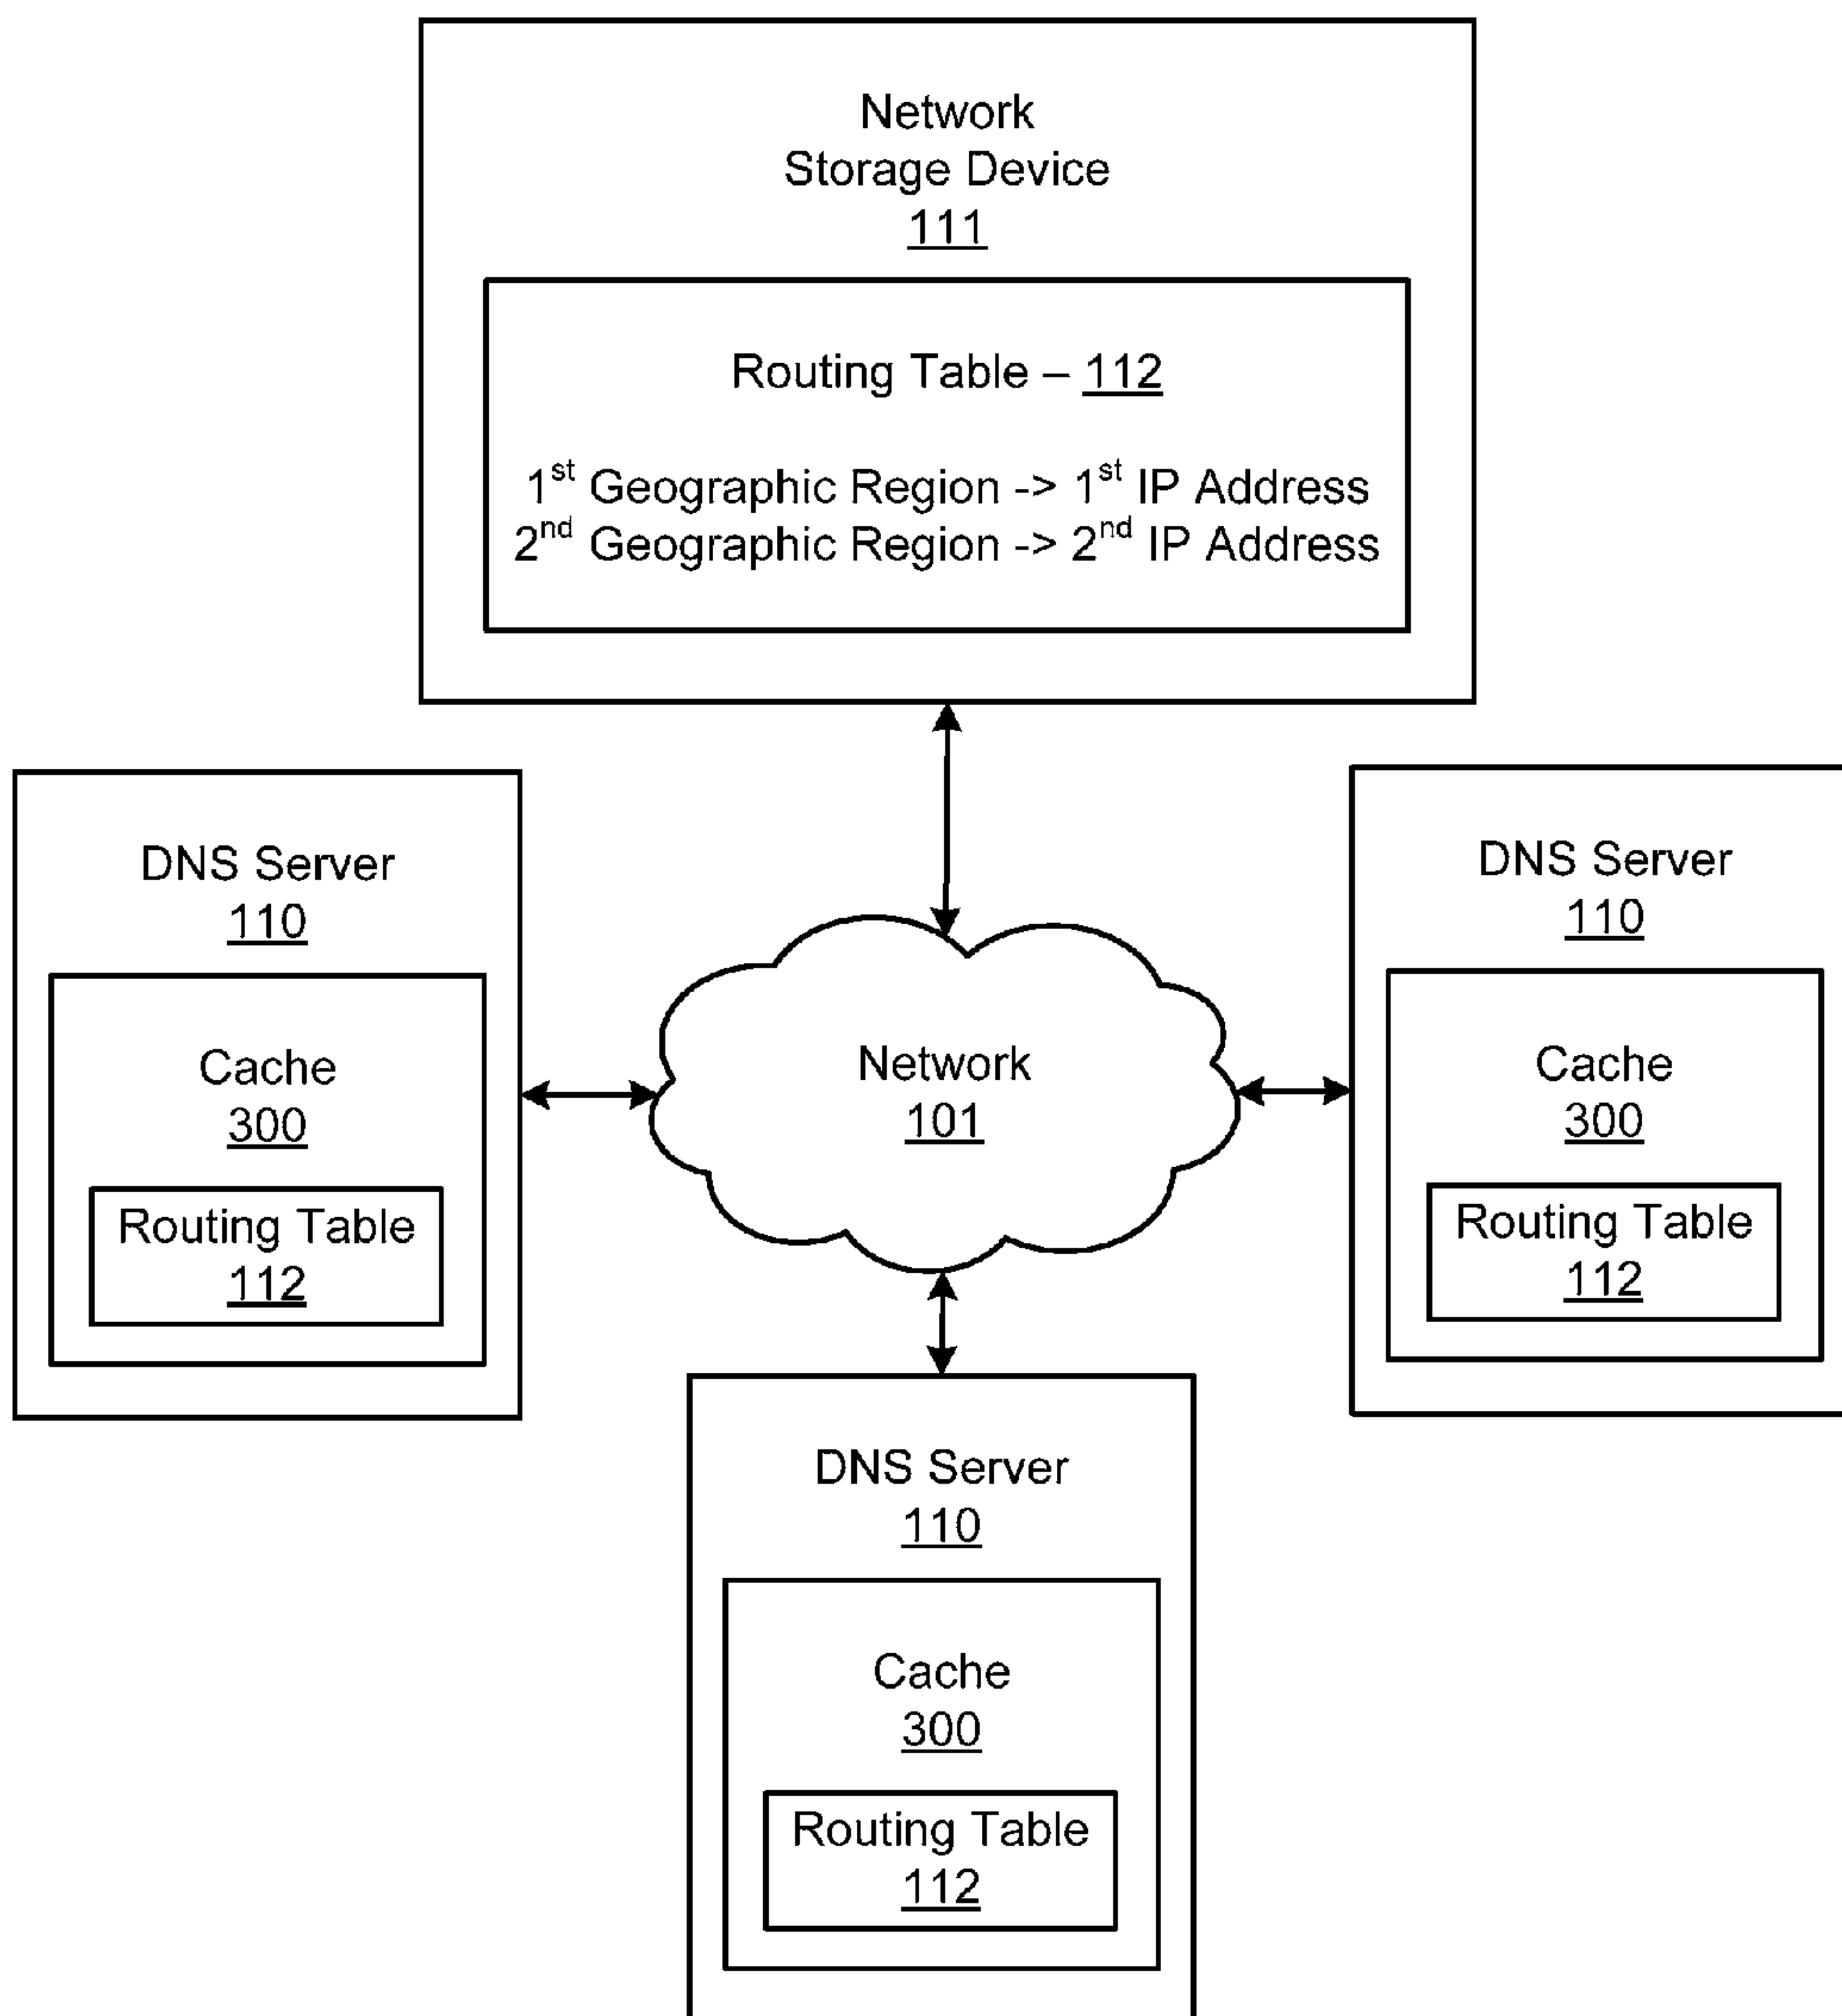 Network
Storage Device
111
Routing Table – 112
1st Geographic Region -> 1st IP Address
2nd Geographic Region -> 2nd IP Address
DNS Server
110
Cache
300
Routing Table
112
Network
101
DNS Server
110
Cache
300
Routing Table
112
DNS Server
110
Cache
300
Routing Table
112